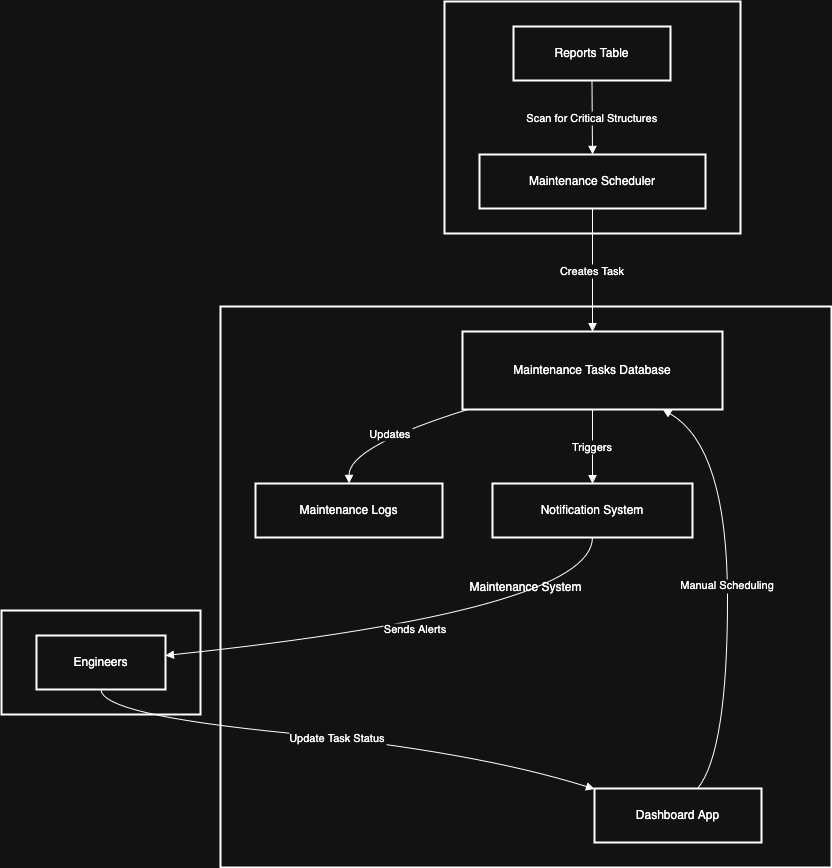 Reports Table
Scan for Critical Structures
Maintenance Scheduler
Creates Task
Maintenance Tasks Database
Updates
Triggers
Maintenance Logs
Notification System
Maintenance System
Manual Scheduling
Sends Alerts
Engineers
Update Task Status
Dashboard App